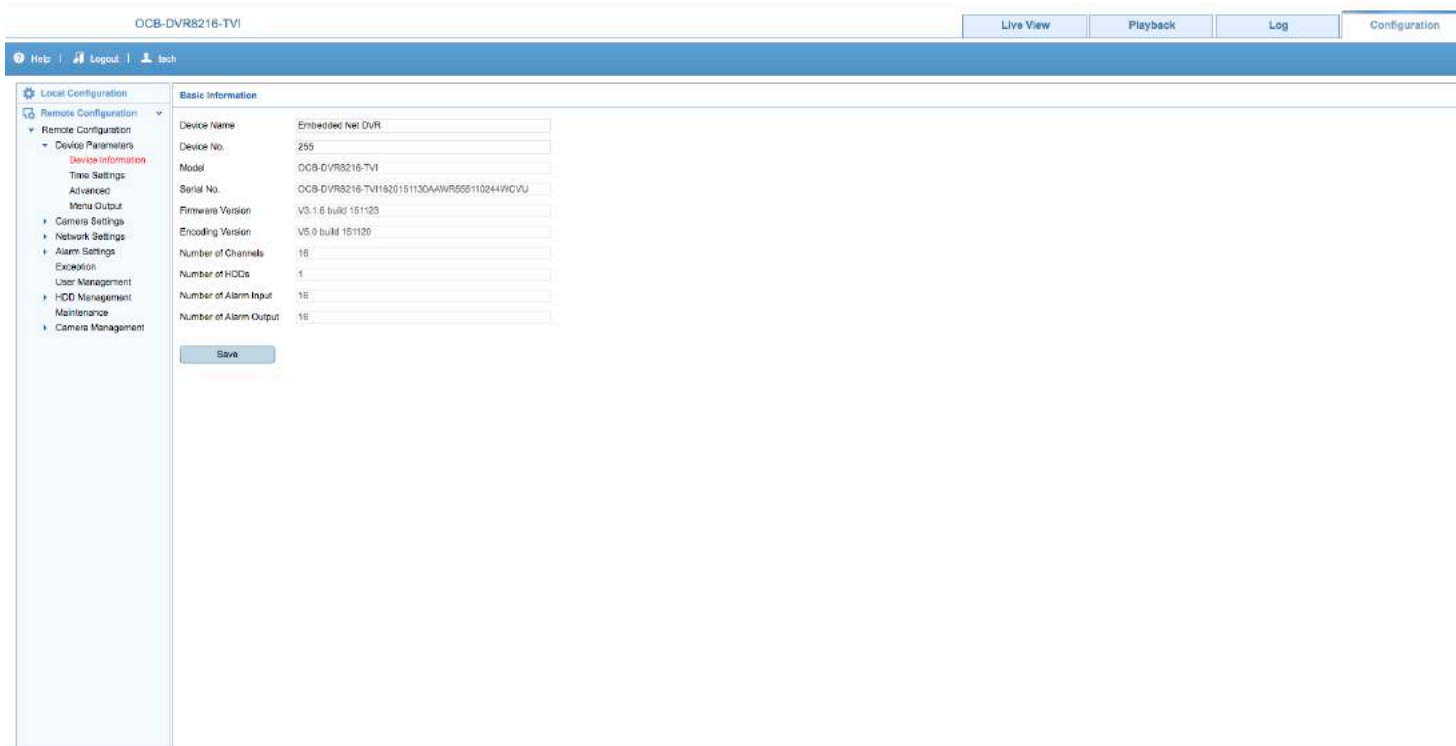 OCB-DVR8216-TVI
Live View
Playback
Log
Configuration
Help | Logout | tech
Local Configuration
Remote Configuration
Remote Configuration
Device Parameters
Device Information
Time Settings
Advanced
Menu Output
Camera Settings
Network Settings
Alarm Settings
Exception
User Management
HDD Management
Maintenance
Camera Management
Basic Information
Device Name Embedded Net DVR
Device No. 255
Model OCB-DVR8216-TVI
Serial No. OCB-DVR8216-TVI1620151130AAWR555110244WCVU
Firmware Version V3.1.6 build 151123
Encoding Version V5.0 build 151120
Number of Channels 16
Number of HDDs 1
Number of Alarm Input 16
Number of Alarm Output 16
Save